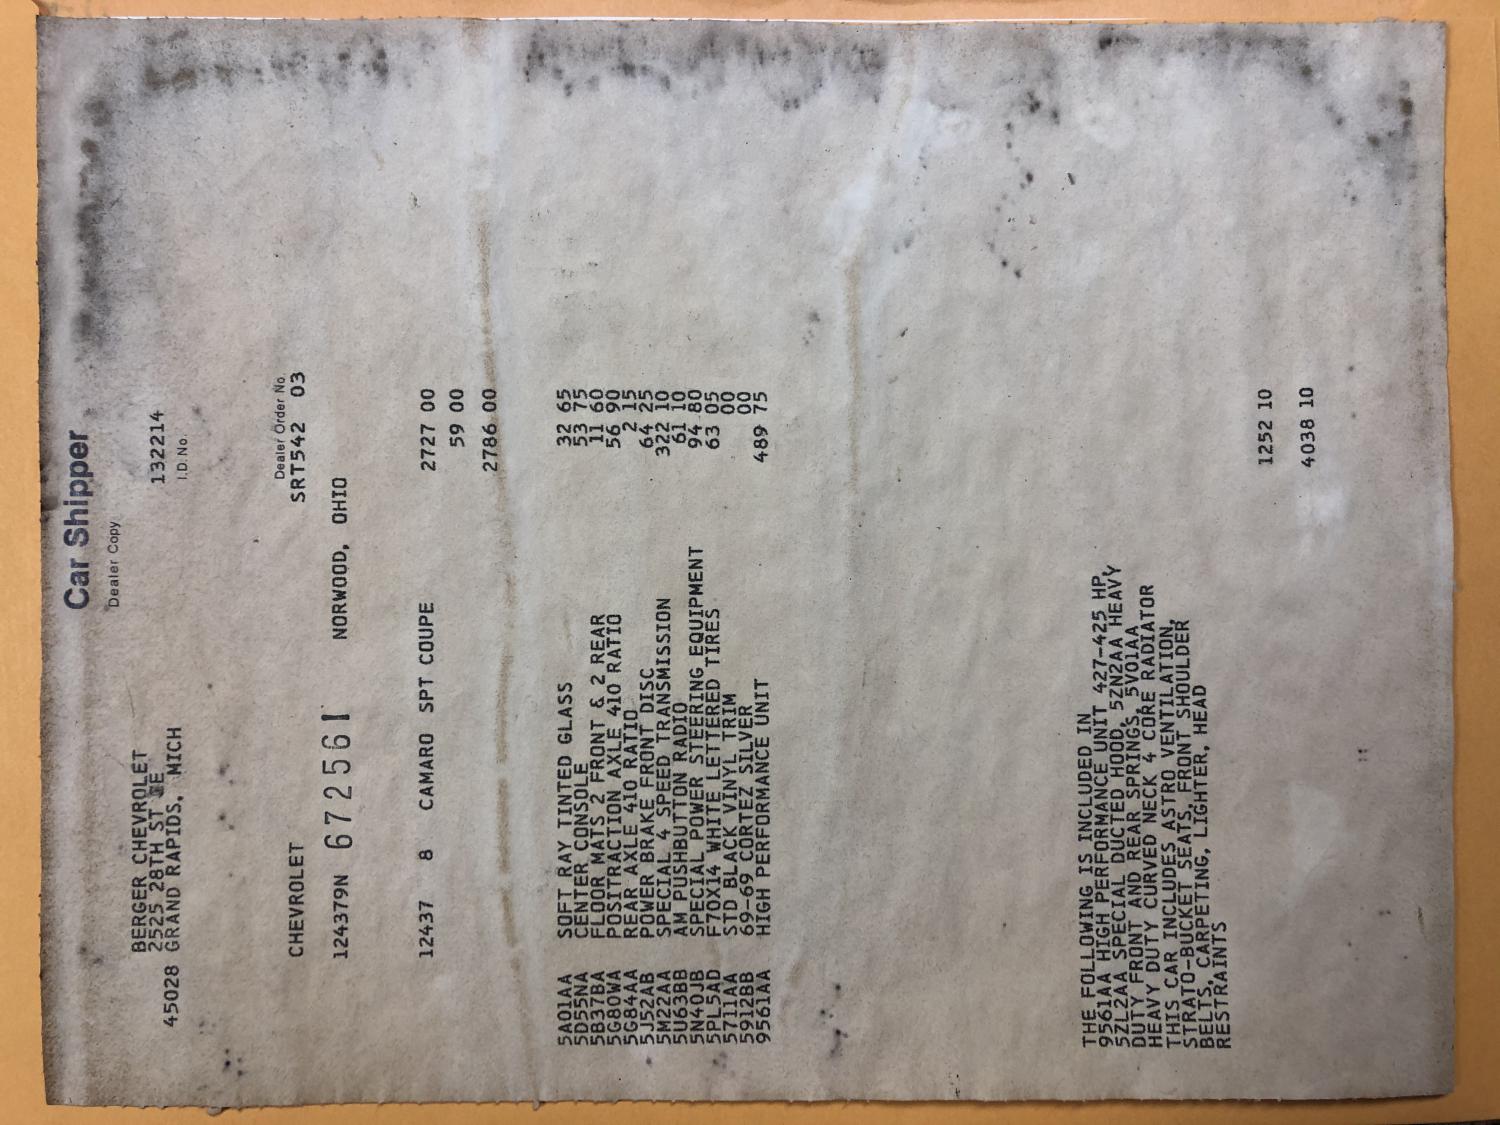 Car Shipper
Dealer Copy
BERGER CHEVROLET
2525 28TH ST E
45028 GRAND RAPIDS, MICH 132214
I.D. No.
Dealer Order No.
CHEVROLET SRT542 03
124379N 672561 NORWOOD, OHIO
12437 8 CAMARO SPT COUPE 2727 00
59 00
2786 00
5A01AA SOFT RAY TINTED GLASS 32 65
5D55NA CENTER CONSOLE 53 75
5B37BA FLOOR MATS 2 FRONT & 2 REAR 11 60
5G80WA POSITRACTION AXLE 410 RATIO 56 90
5G84AA REAR AXLE 410 RATIO 2 15
5J52AB POWER BRAKE FRONT DISC 64 25
5M22AA SPECIAL 4 SPEED TRANSMISSION 322 10
5U63BB AM PUSHBUTTON RADIO 61 10
5N40JB SPECIAL POWER STEERING EQUIPMENT 94 80
5PL5AD F70X14 WHITE LETTERED TIRES 63 05
5711AA STD BLACK VINYL TRIM 00
5912BB 69-69 CORTEZ SILVER 00
9561AA HIGH PERFORMANCE UNIT 489 75
THE FOLLOWING IS INCLUDED IN
9561AA HIGH PERFORMANCE UNIT 427-425 HP,
5ZL2AA SPECIAL DUCTED HOOD, 5ZN2AA HEAVY
DUTY FRONT AND REAR SPRINGS, 5V01AA
HEAVY DUTY CURVED NECK 4 CORE RADIATOR
THIS CAR INCLUDES ASTRO VENTILATION,
STRATO-BUCKET SEATS, FRONT SHOULDER
BELTS, CARPETING, LIGHTER, HEAD
RESTRAINTS
1252 10
4038 10